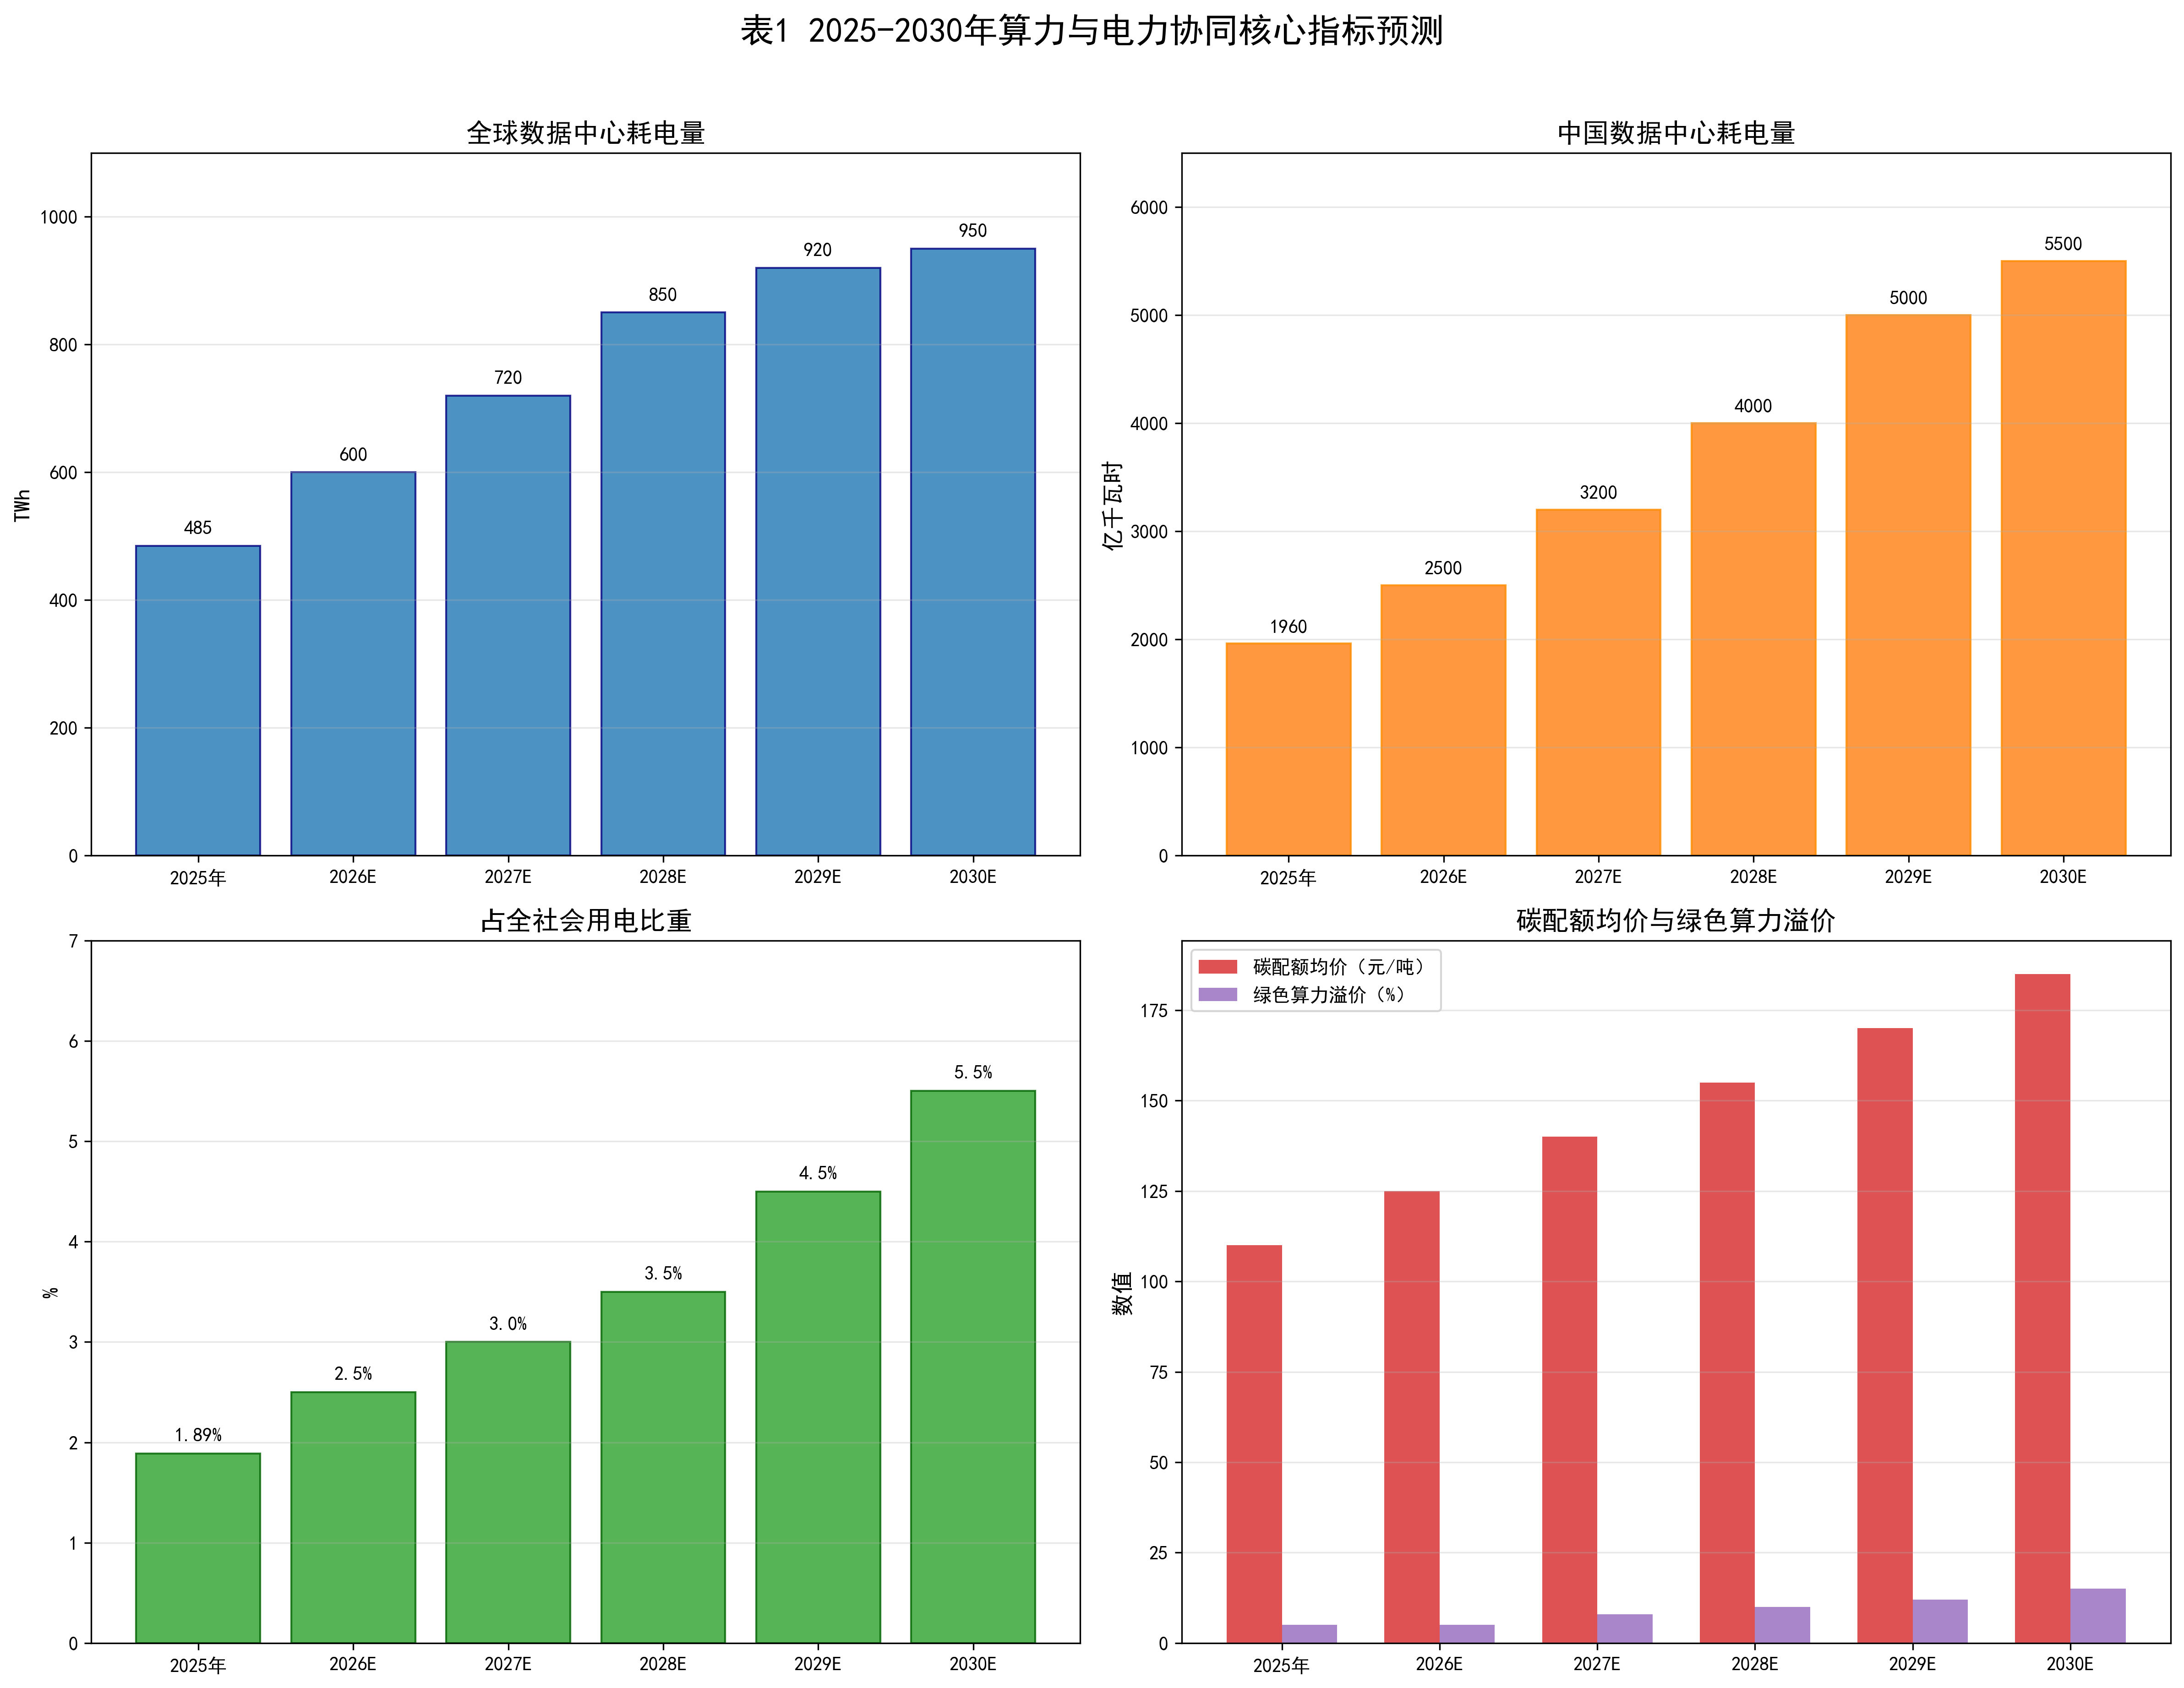 表1 2025-2030年算力与电力协同核心指标预测
全球数据中心耗电量
TWh
1000
800
600
400
200
0
485
600
720
850
920
950
2025年
2026E
2027E
2028E
2029E
2030E
中国数据中心耗电量
亿千瓦时
6000
5000
4000
3000
2000
1000
0
1960
2500
3200
4000
5000
5500
2025年
2026E
2027E
2028E
2029E
2030E
占全社会用电比重
%
7
6
5
4
3
2
1
0
1.89%
2.5%
3.0%
3.5%
4.5%
5.5%
2025年
2026E
2027E
2028E
2029E
2030E
碳配额均价与绿色算力溢价
碳配额均价（元/吨）
绿色算力溢价（%）
数值
175
150
125
100
75
50
25
0
2025年
2026E
2027E
2028E
2029E
2030E